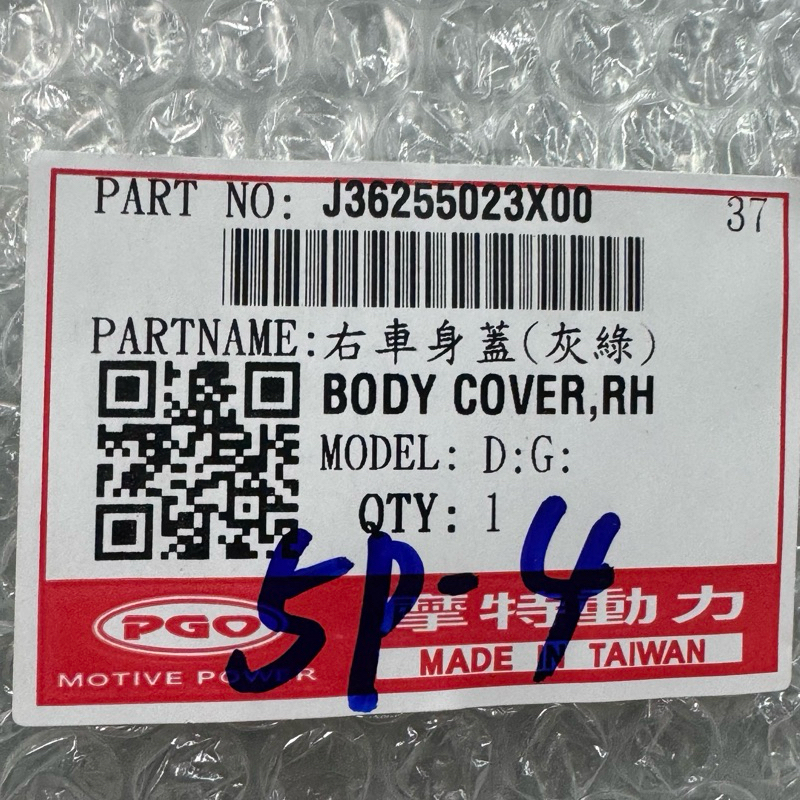 PART NO: J36255023X00
37
PARTNAME:右車身蓋(灰綠)
BODY COVER,RH
MODEL: D:G:
QTY: 1
5P-4
PGO
摩特動力
MOTIVE POWER
MADE IN TAIWAN